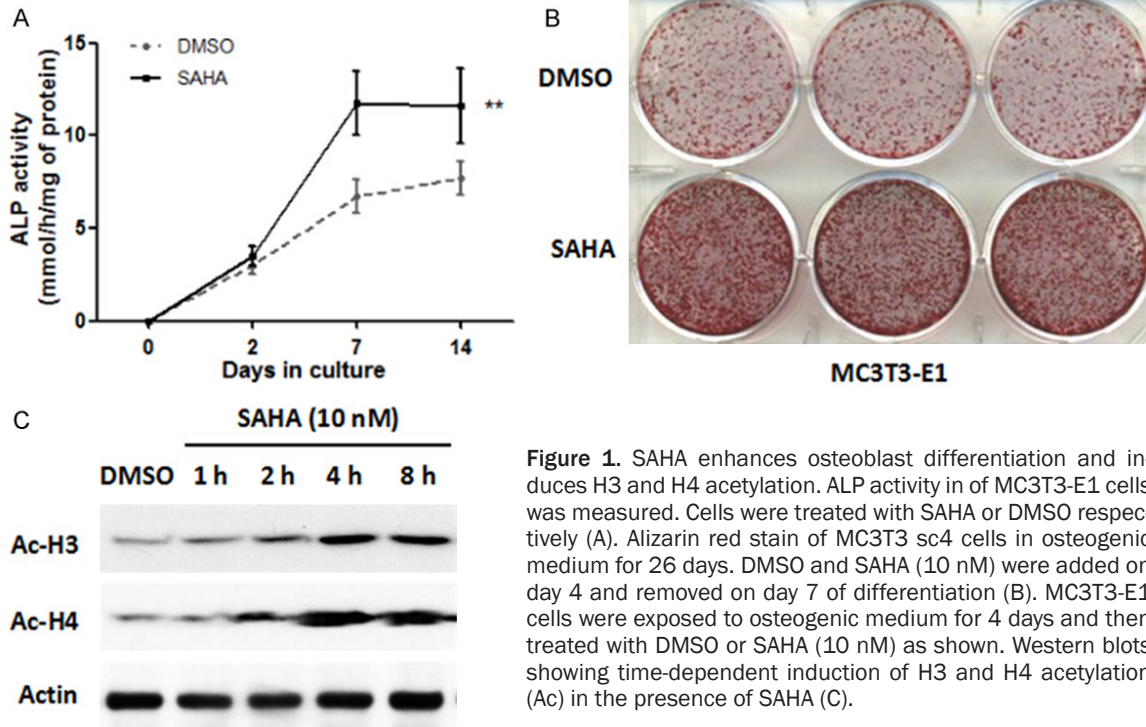 A
15
10
5
0
ALP activity
(mmol/h/mg of protein)
DMSO
SAHA
**
0 2 7 14
Days in culture
B
DMSO
SAHA
MC3T3-E1
C
SAHA (10 nM)
DMSO 1 h 2 h 4 h 8 h
Ac-H3
Ac-H4
Actin
Figure 1. SAHA enhances osteoblast differentiation and in-
duces H3 and H4 acetylation. ALP activity in of MC3T3-E1 cells
was measured. Cells were treated with SAHA or DMSO respec
tively (A). Alizarin red stain of MC3T3 sc4 cells in osteogenic
medium for 26 days. DMSO and SAHA (10 nM) were added on
day 4 and removed on day 7 of differentiation (B). MC3T3-E1
cells were exposed to osteogenic medium for 4 days and then
treated with DMSO or SAHA (10 nM) as shown. Western blots
showing time-dependent induction of H3 and H4 acetylation
(Ac) in the presence of SAHA (C).